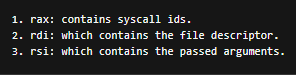 1. rax: contains syscall ids.
2. rdi: which contains the file descriptor.
3. rsi: which contains the passed arguments.